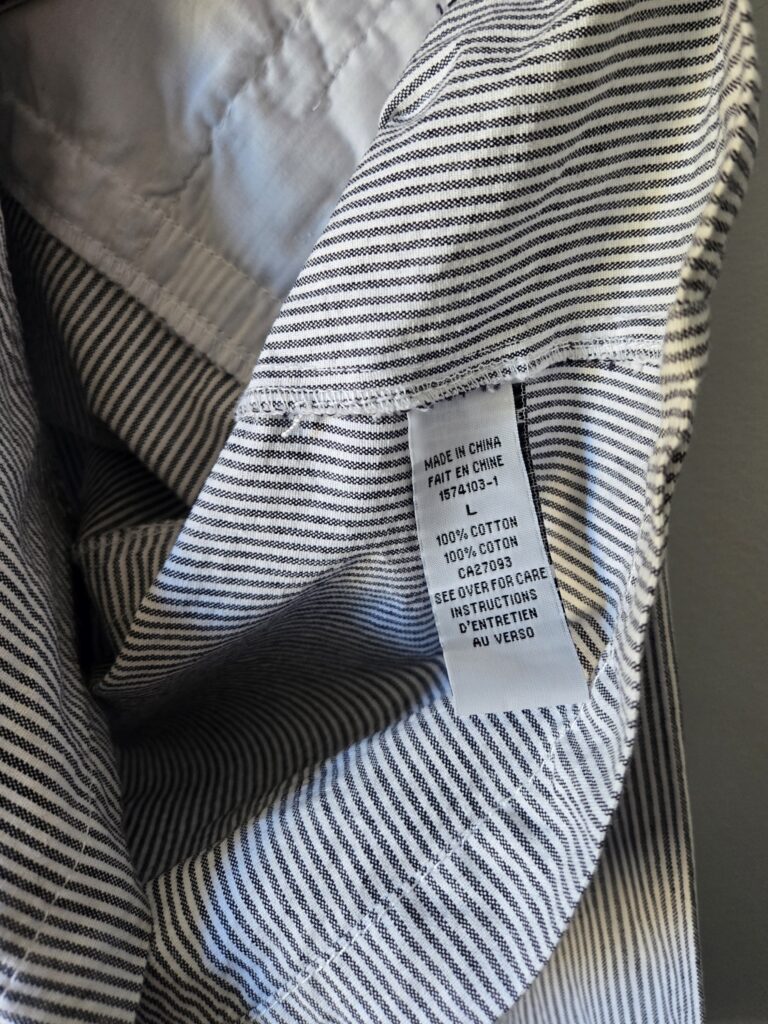 MADE IN CHINA
FAIT EN CHINE
1574103-1
L
100% COTTON
100% COTON
CA27093
SEE OVER FOR CARE
INSTRUCTIONS
D'ENTRETIEN
AU VERSO